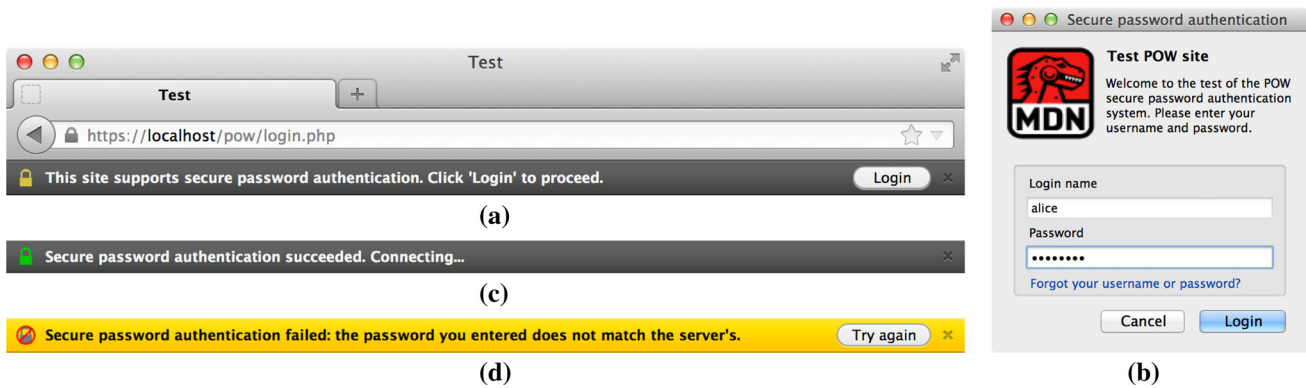 Test
Test
https://localhost/pow/login.php
This site supports secure password authentication. Click 'Login' to proceed.
Login
(a)
Secure password authentication succeeded. Connecting...
(c)
Secure password authentication failed: the password you entered does not match the server's.
Try again
(d)
Secure password authentication
MDN
Test POW site
Welcome to the test of the POW
secure password authentication
system. Please enter your
username and password.
Login name
alice
Password
••••••••
Forgot your username or password?
Cancel
Login
(b)